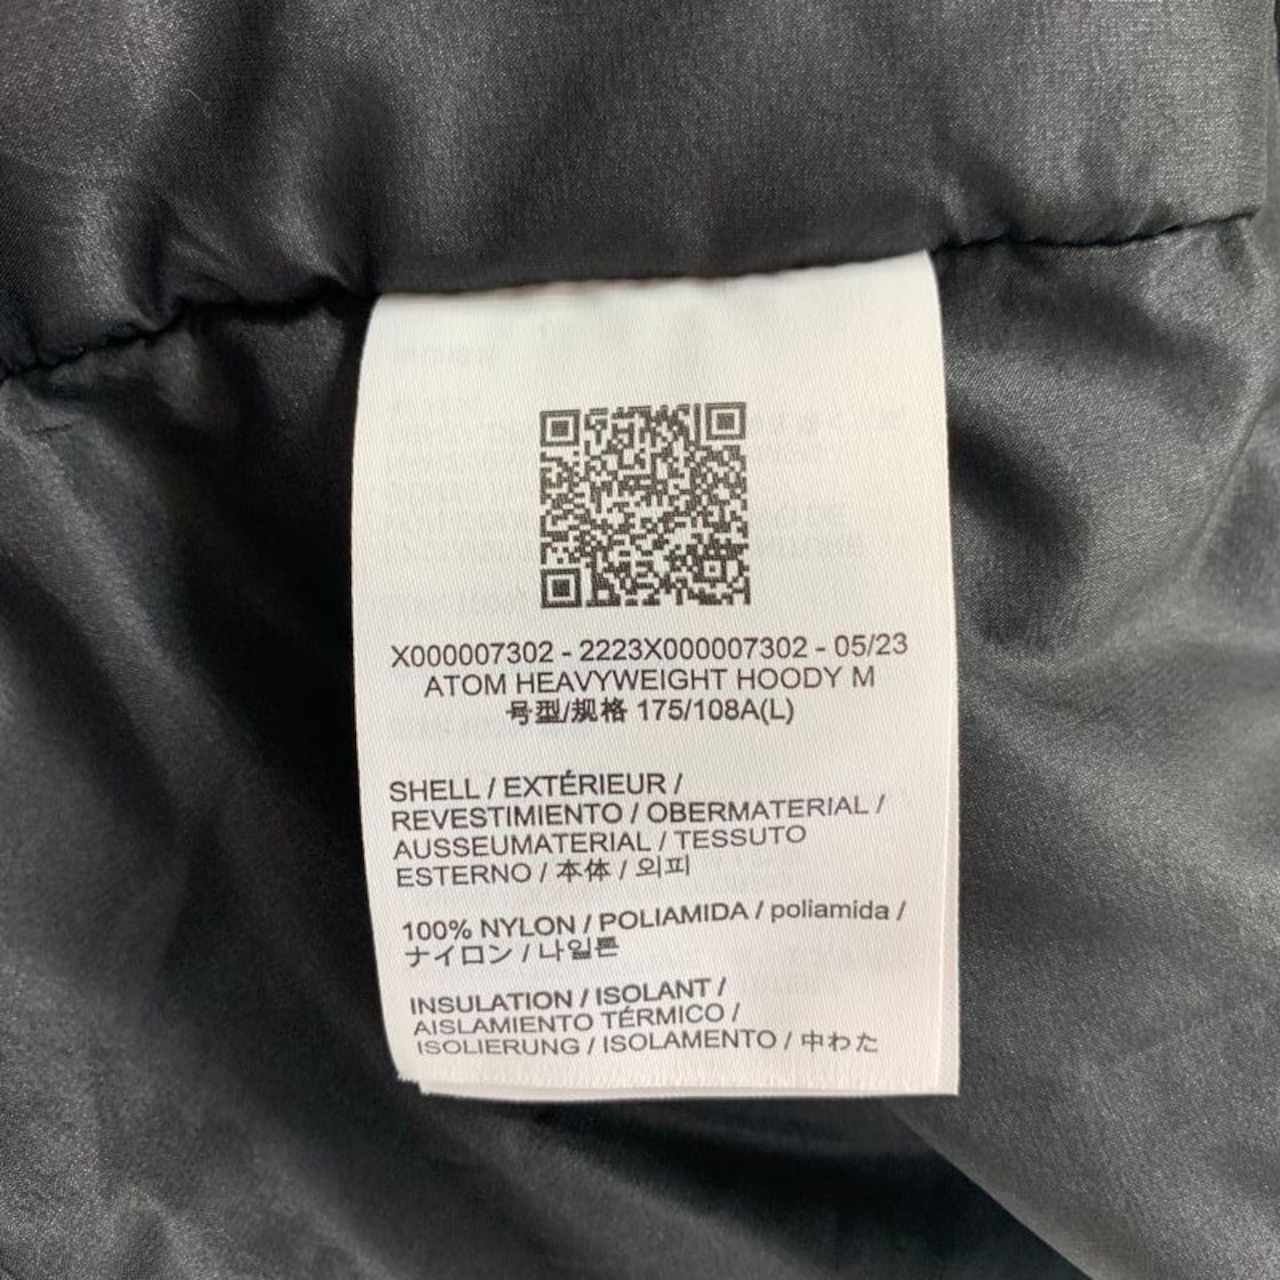 X000007302 - 2223X000007302 - 05/23
ATOM HEAVYWEIGHT HOODY M
号型/规格 175/108A(L)
SHELL / EXTÉRIEUR /
REVESTIMIENTO / OBERMATERIAL /
AUSSEUMATERIAL / TESSUTO
ESTERNO / 本体 / 외피
100% NYLON / POLIAMIDA / poliamida /
ナイロン / 나일론
INSULATION / ISOLANT /
AISLAMIENTO TÉRMICO /
ISOLIERUNG / ISOLAMENTO / 中わた